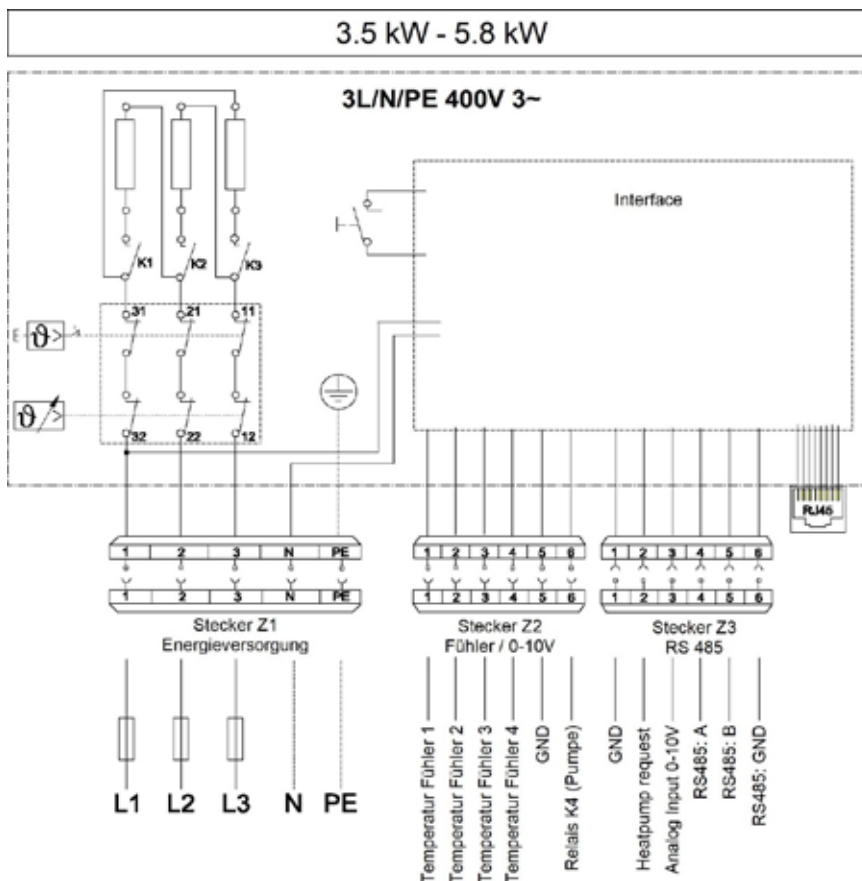 3.5 kW - 5.8 kW
3L/N/PE 400V 3~
Interface
K1 K2 K3
31 21 11
ϑ
ϑ
32 22 12
RJ45
1 2 3 N PE
1 2 3 4 5 6
1 2 3 4 5 6
1 2 3 N PE
1 2 3 4 5 6
1 2 3 4 5 6
Stecker Z1
Energieversorgung
Stecker Z2
Fühler / 0-10V
Stecker Z3
RS 485
L1 L2 L3 N PE
Temperatur Fühler 1
Temperatur Fühler 2
Temperatur Fühler 3
Temperatur Fühler 4
GND
Relais K4 (Pumpe)
GND
Heatpump request
Analog Input 0-10V
RS485: A
RS485: B
RS485: GND